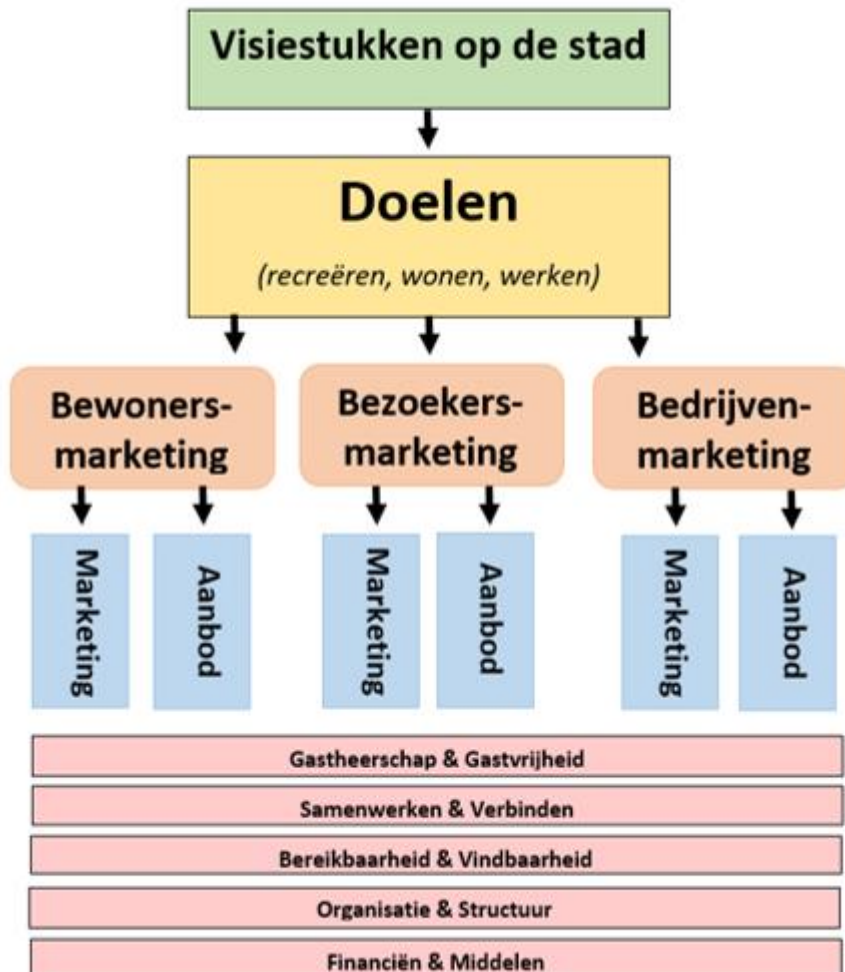 Visiestukken op de stad
Doelen
(recreëren, wonen, werken)
Bewoners-
marketing
Bezoekers-
marketing
Bedrijven-
marketing
Marketing
Aanbod
Marketing
Aanbod
Marketing
Aanbod
Gastheerschap & Gastvrijheid
Samenwerken & Verbinden
Bereikbaarheid & Vindbaarheid
Organisatie & Structuur
Financiën & Middelen